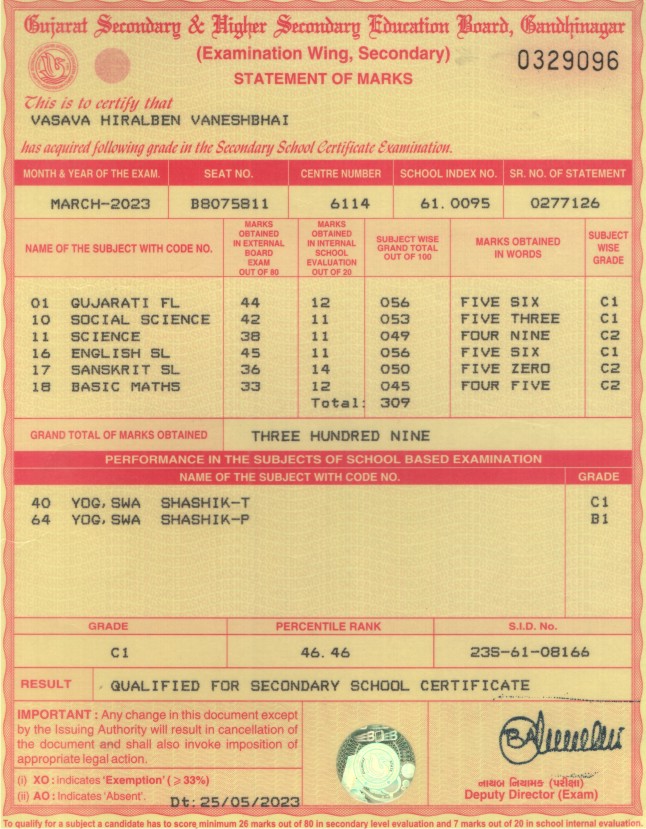 Gujarat Secondary & Higher Secondary Education Board, Gandhinagar
(Examination Wing, Secondary)
0329096
STATEMENT OF MARKS
This is to certify that
VASAVA HIRALBEN VANESHBHAI
has acquired following grade in the Secondary School Certificate Examination.
MONTH & YEAR OF THE EXAM. SEAT NO. CENTRE NUMBER SCHOOL INDEX NO. SR. NO. OF STATEMENT
MARCH-2023 B8075811 6114 61.0095 0277126
NAME OF THE SUBJECT WITH CODE NO. MARKS OBTAINED IN EXTERNAL BOARD EXAM OUT OF 80 MARKS OBTAINED IN INTERNAL SCHOOL EVALUATION OUT OF 20 SUBJECT WISE GRAND TOTAL OUT OF 100 MARKS OBTAINED IN WORDS SUBJECT WISE GRADE
01 GUJARATI FL 44 12 056 FIVE SIX C1
10 SOCIAL SCIENCE 42 11 053 FIVE THREE C1
11 SCIENCE 38 11 049 FOUR NINE C2
16 ENGLISH SL 45 11 056 FIVE SIX C1
17 SANSKRIT SL 36 14 050 FIVE ZERO C2
18 BASIC MATHS 33 12 045 FOUR FIVE C2
Total: 309
GRAND TOTAL OF MARKS OBTAINED THREE HUNDRED NINE
PERFORMANCE IN THE SUBJECTS OF SCHOOL BASED EXAMINATION
NAME OF THE SUBJECT WITH CODE NO. GRADE
40 YOG,SWA SHASHIK-T C1
64 YOG,SWA SHASHIK-P B1
GRADE PERCENTILE RANK S.I.D. No.
C1 46.46 23S-61-08166
RESULT QUALIFIED FOR SECONDARY SCHOOL CERTIFICATE
IMPORTANT : Any change in this document except
by the Issuing Authority will result in cancellation of
the document and shall also invoke imposition of
appropriate legal action.
(i) XO : indicates 'Exemption' (⩾33%)
(ii) AO : Indicates 'Absent'.
Dt: 25/05/2023
નાયબ નિયામક (પરીક્ષા)
Deputy Director (Exam)
To qualify for a subject a candidate has to score minimum 26 marks out of 80 in secondary level evaluation and 7 marks out of 20 in school internal evaluation.